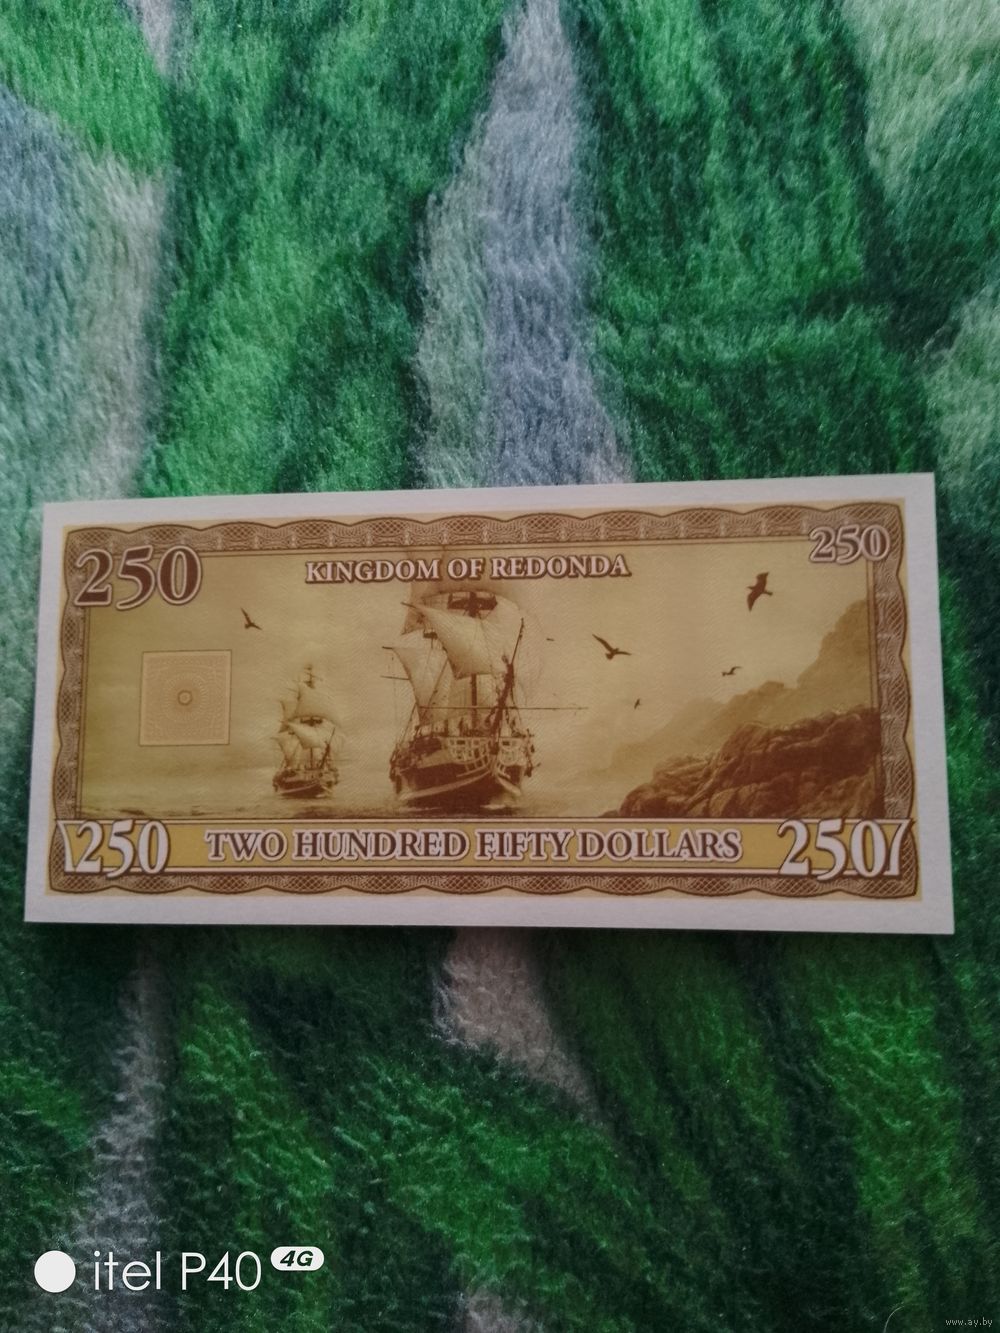 250
KINGDOM OF REDONDA
250
250
TWO HUNDRED FIFTY DOLLARS
250
itel P40 4G
www.ay.by